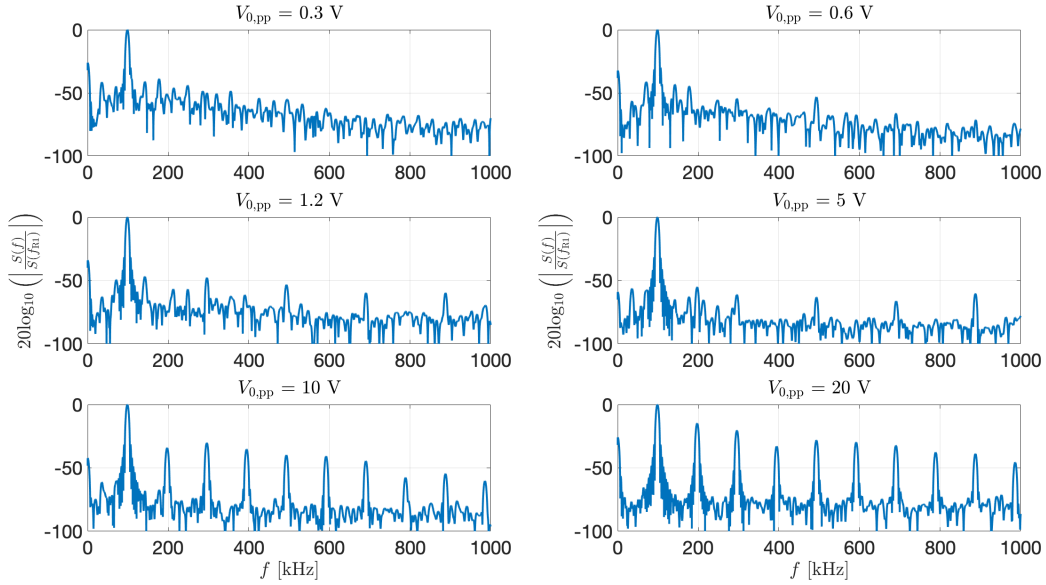 V₀,pp = 0.3 V
V₀,pp = 0.6 V
0
-50
-100
0 200 400 600 800 1000
0
-50
-100
0 200 400 600 800 1000
V₀,pp = 1.2 V
V₀,pp = 5 V
20log₁₀(|S(f)/S(f_R1)|)
0
-50
-100
0 200 400 600 800 1000
20log₁₀(|S(f)/S(f_R1)|)
0
-50
-100
0 200 400 600 800 1000
V₀,pp = 10 V
V₀,pp = 20 V
0
-50
-100
0 200 400 600 800 1000
f [kHz]
0
-50
-100
0 200 400 600 800 1000
f [kHz]